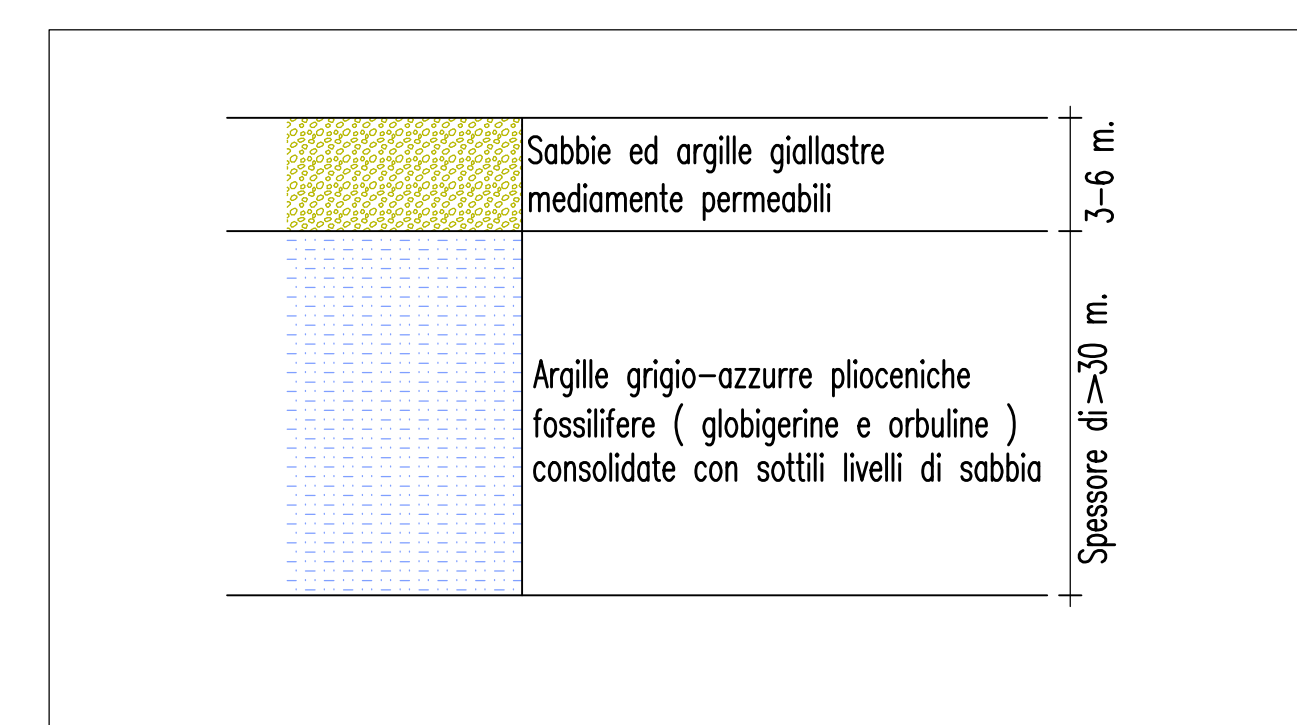 Sabbie ed argille giallastre
mediamente permeabili
3-6 m.
Argille grigio-azzurre plioceniche
fossilifere ( globigerine e orbuline )
consolidate con sottili livelli di sabbia
Spessore di>30 m.